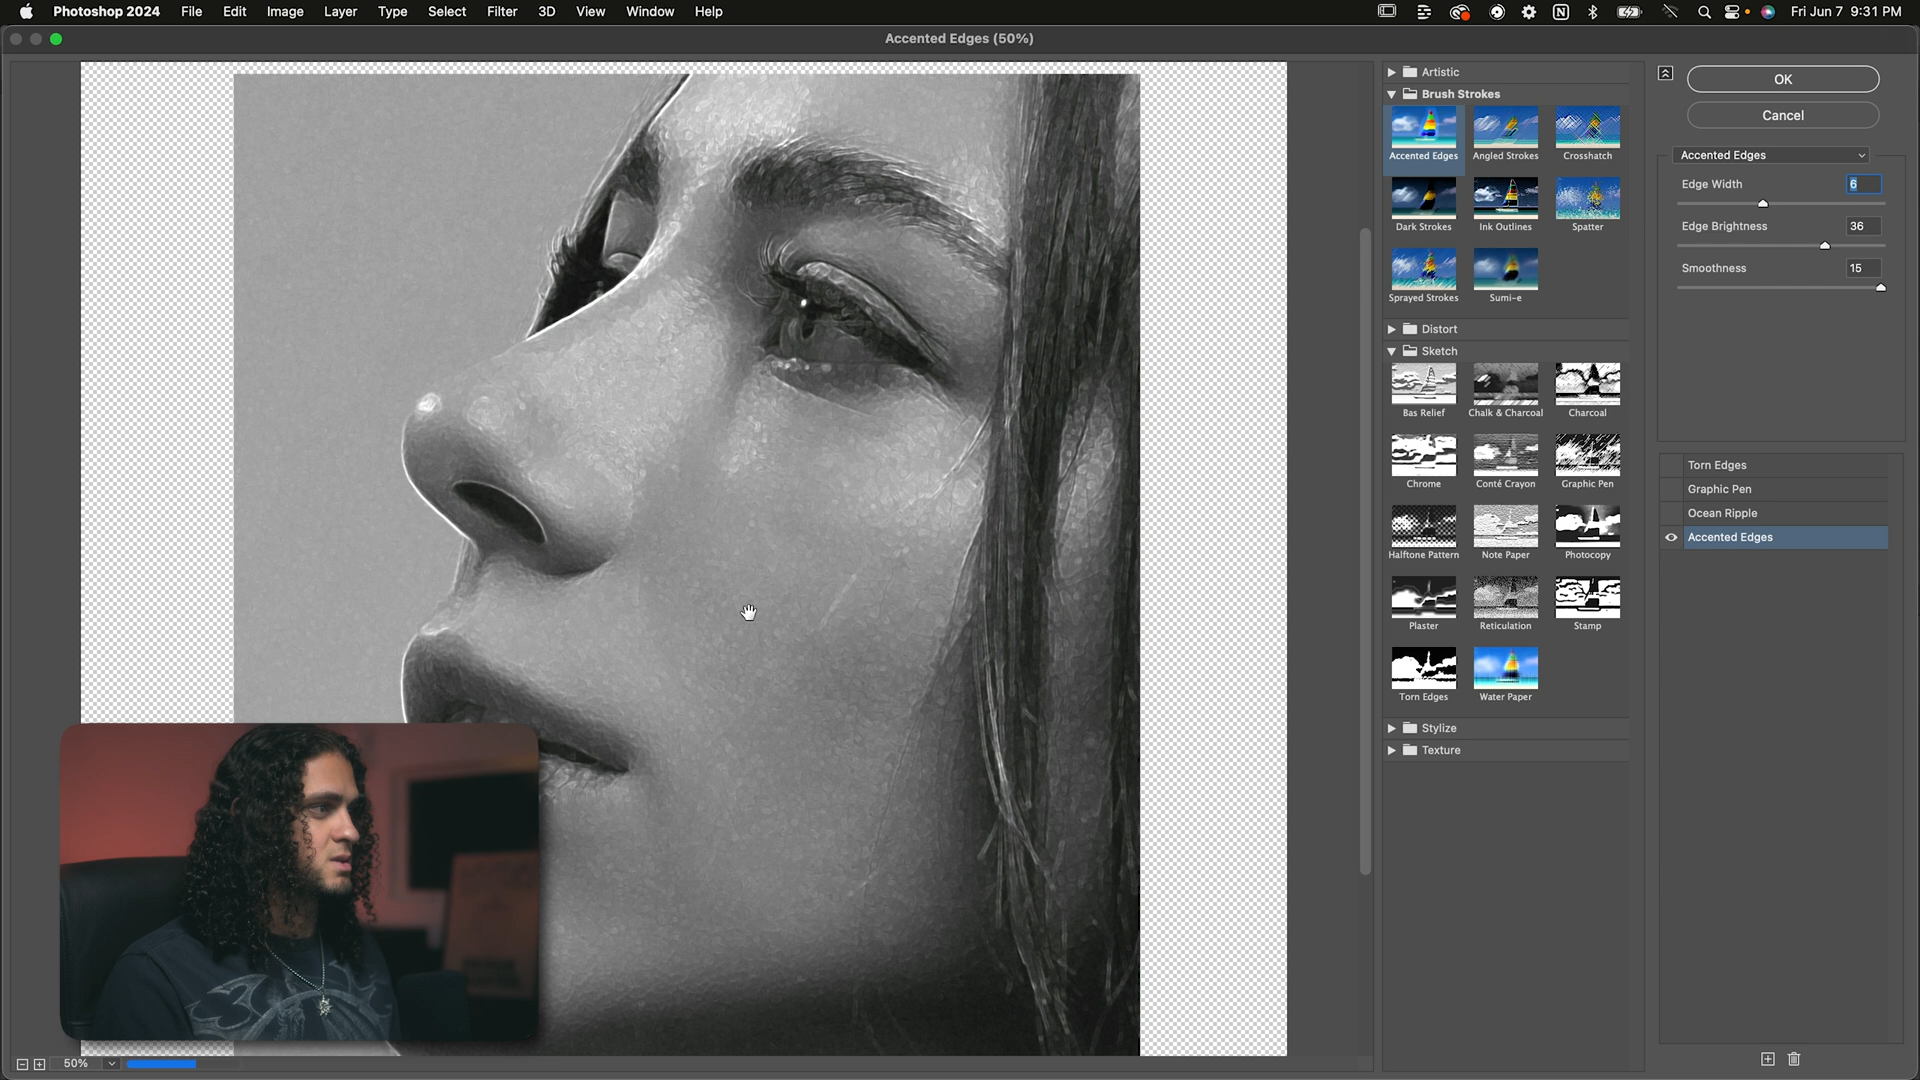 Photoshop 2024 File Edit Image Layer Type Select Filter 3D View Window Help Fri Jun 7 9:31 PM
Accented Edges (50%)
Artistic
Brush Strokes
Accented Edges Angled Strokes Crosshatch
Dark Strokes Ink Outlines Spatter
Sprayed Strokes Sumi-e
Distort
Sketch
Bas Relief Chalk & Charcoal Charcoal
Chrome Conté Crayon Graphic Pen
Halftone Pattern Note Paper Photocopy
Plaster Reticulation Stamp
Torn Edges Water Paper
Stylize
Texture
OK
Cancel
Accented Edges
Edge Width 6
Edge Brightness 36
Smoothness 15
Torn Edges
Graphic Pen
Ocean Ripple
Accented Edges
50%